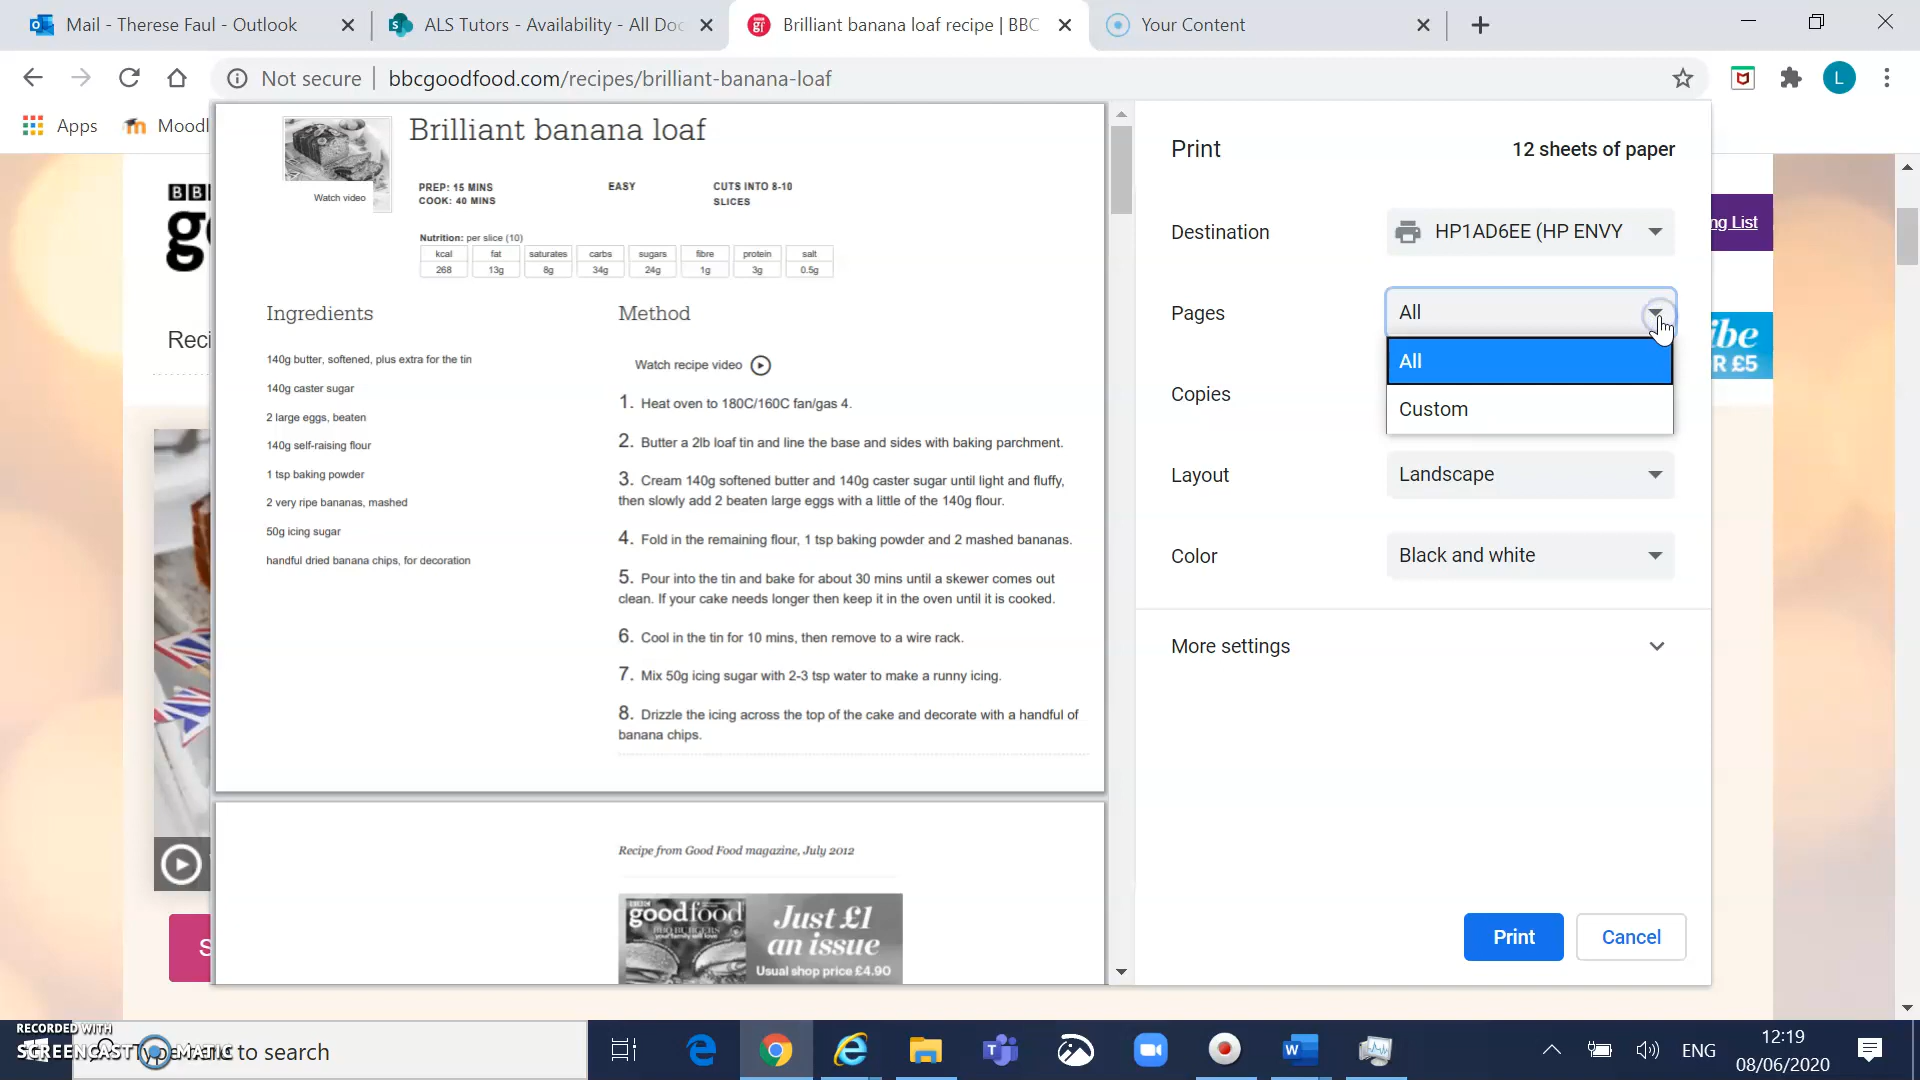 Mail - Therese Faul - Outlook
ALS Tutors - Availability - All Doc
Brilliant banana loaf recipe | BBC
Your Content
Not secure
bbcgoodfood.com/recipes/brilliant-banana-loaf
L
Apps
Moodl
BB
go
Reci
S
Brilliant banana loaf
Watch video
PREP: 15 MINS
COOK: 40 MINS
EASY
CUTS INTO 8-10
SLICES
Nutrition: per slice (10)
kcal fat saturates carbs sugars fibre protein salt
268 13g 8g 34g 24g 1g 3g 0.5g
Ingredients
140g butter, softened, plus extra for the tin
140g caster sugar
2 large eggs, beaten
140g self-raising flour
1 tsp baking powder
2 very ripe bananas, mashed
50g icing sugar
handful dried banana chips, for decoration
Method
Watch recipe video
1. Heat oven to 180C/160C fan/gas 4.
2. Butter a 2lb loaf tin and line the base and sides with baking parchment.
3. Cream 140g softened butter and 140g caster sugar until light and fluffy,
then slowly add 2 beaten large eggs with a little of the 140g flour.
4. Fold in the remaining flour, 1 tsp baking powder and 2 mashed bananas.
5. Pour into the tin and bake for about 30 mins until a skewer comes out
clean. If your cake needs longer then keep it in the oven until it is cooked.
6. Cool in the tin for 10 mins, then remove to a wire rack.
7. Mix 50g icing sugar with 2-3 tsp water to make a runny icing.
8. Drizzle the icing across the top of the cake and decorate with a handful of
banana chips.
Recipe from Good Food magazine, July 2012
goodfood
Just £1
an issue
Usual shop price £4.90
Print
12 sheets of paper
Destination
HP1AD6EE (HP ENVY
Pages
All
All
Custom
Copies
Layout
Landscape
Color
Black and white
More settings
Print
Cancel
ng List
ibe
R £5
RECORDED WITH
SCREENCAST MATIC
Type here to search
ENG
12:19
08/06/2020